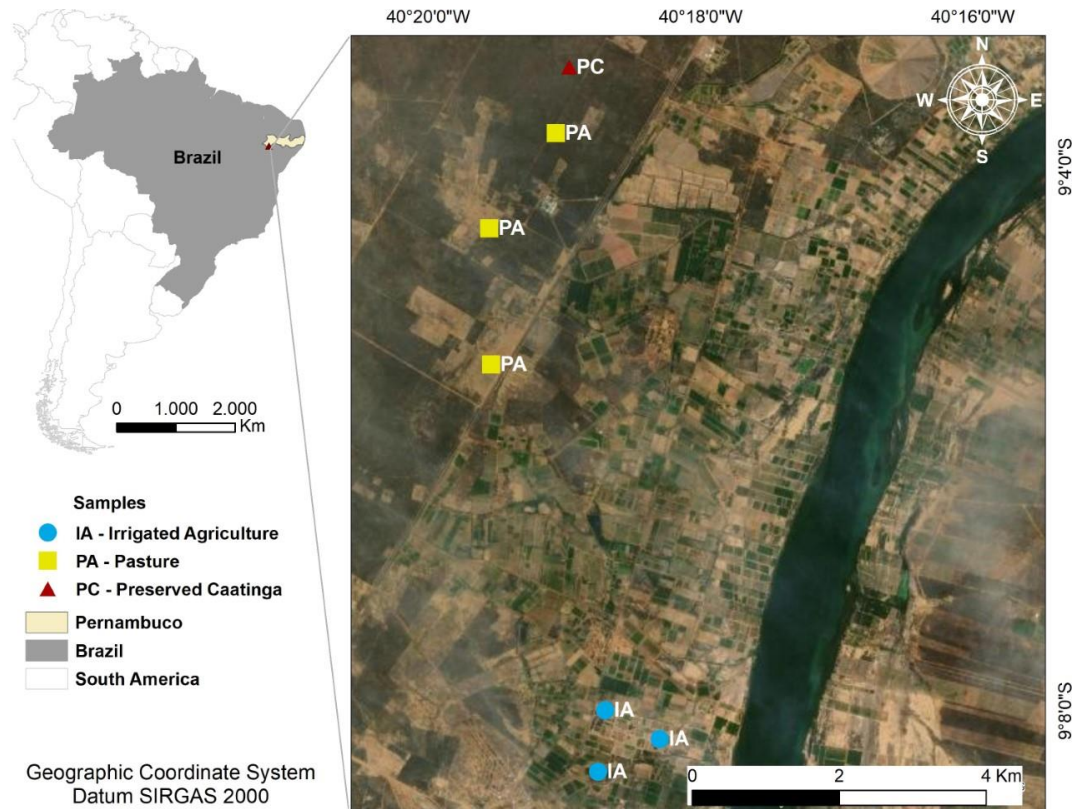 40°20'0"W 40°18'0"W 40°16'0"W
N
W E
S
PC
PA
PA
PA
9°4'0"S
9°8'0"S
Brazil
Brazil
0 1.000 2.000
Km
Samples
IA - Irrigated Agriculture
PA - Pasture
PC - Preserved Caatinga
Pernambuco
Brazil
South America
Geographic Coordinate System
Datum SIRGAS 2000
IA
IA
IA
0 2 4 Km